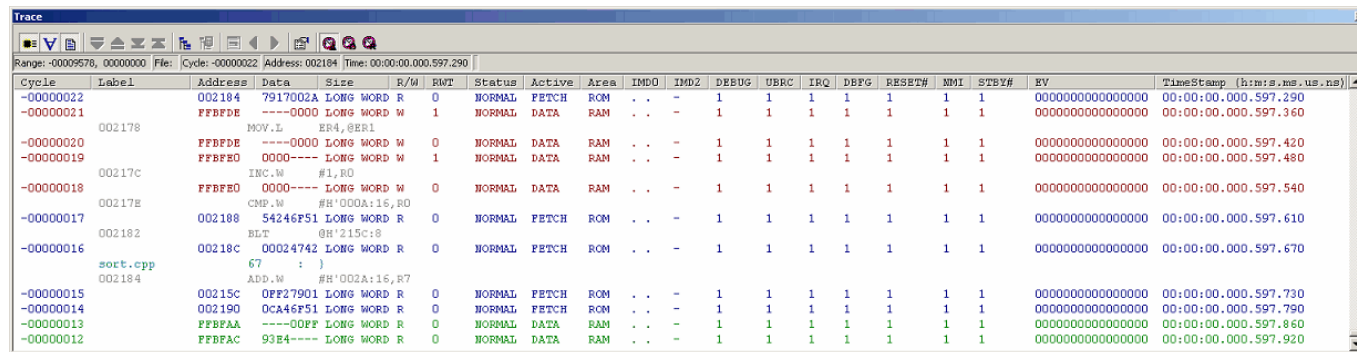 Trace
Range: -00009578, 00000000 File: Cycle: -00000022 Address: 002184 Time: 00:00:00.000.597.290
Cycle Label Address Data Size R/W RWT Status Active Area IMD0 IMD2 DEBUG UBRC IRQ DBFG RESET# NMI STBY# EV TimeStamp (h:m:s.ms.us.ns)
-00000022 002184 7917002A LONG WORD R 0 NORMAL FETCH ROM . . - 1 1 1 1 1 1 1 0000000000000000 00:00:00.000.597.290
-00000021 FFBFDE ----0000 LONG WORD W 1 NORMAL DATA RAM . . - 1 1 1 1 1 1 1 0000000000000000 00:00:00.000.597.360
002178 MOV.L ER4,@ER1
-00000020 FFBFDE ----0000 LONG WORD W 0 NORMAL DATA RAM . . - 1 1 1 1 1 1 1 0000000000000000 00:00:00.000.597.420
-00000019 FFBFE0 0000---- LONG WORD W 1 NORMAL DATA RAM . . - 1 1 1 1 1 1 1 0000000000000000 00:00:00.000.597.480
00217C INC.W #1,R0
-00000018 FFBFE0 0000---- LONG WORD W 0 NORMAL DATA RAM . . - 1 1 1 1 1 1 1 0000000000000000 00:00:00.000.597.540
00217E CMP.W #H'000A:16,R0
-00000017 002188 54246F51 LONG WORD R 0 NORMAL FETCH ROM . . - 1 1 1 1 1 1 1 0000000000000000 00:00:00.000.597.610
002182 BLT @H'215C:8
-00000016 00218C 00024742 LONG WORD R 0 NORMAL FETCH ROM . . - 1 1 1 1 1 1 1 0000000000000000 00:00:00.000.597.670
sort.cpp 67 : }
002184 ADD.W #H'002A:16,R7
-00000015 00215C 0FF27901 LONG WORD R 0 NORMAL FETCH ROM . . - 1 1 1 1 1 1 1 0000000000000000 00:00:00.000.597.730
-00000014 002190 0CA46F51 LONG WORD R 0 NORMAL FETCH ROM . . - 1 1 1 1 1 1 1 0000000000000000 00:00:00.000.597.790
-00000013 FFBFAA ----00FF LONG WORD R 0 NORMAL DATA RAM . . - 1 1 1 1 1 1 1 0000000000000000 00:00:00.000.597.860
-00000012 FFBFAC 93E4---- LONG WORD R 0 NORMAL DATA RAM . . - 1 1 1 1 1 1 1 0000000000000000 00:00:00.000.597.920